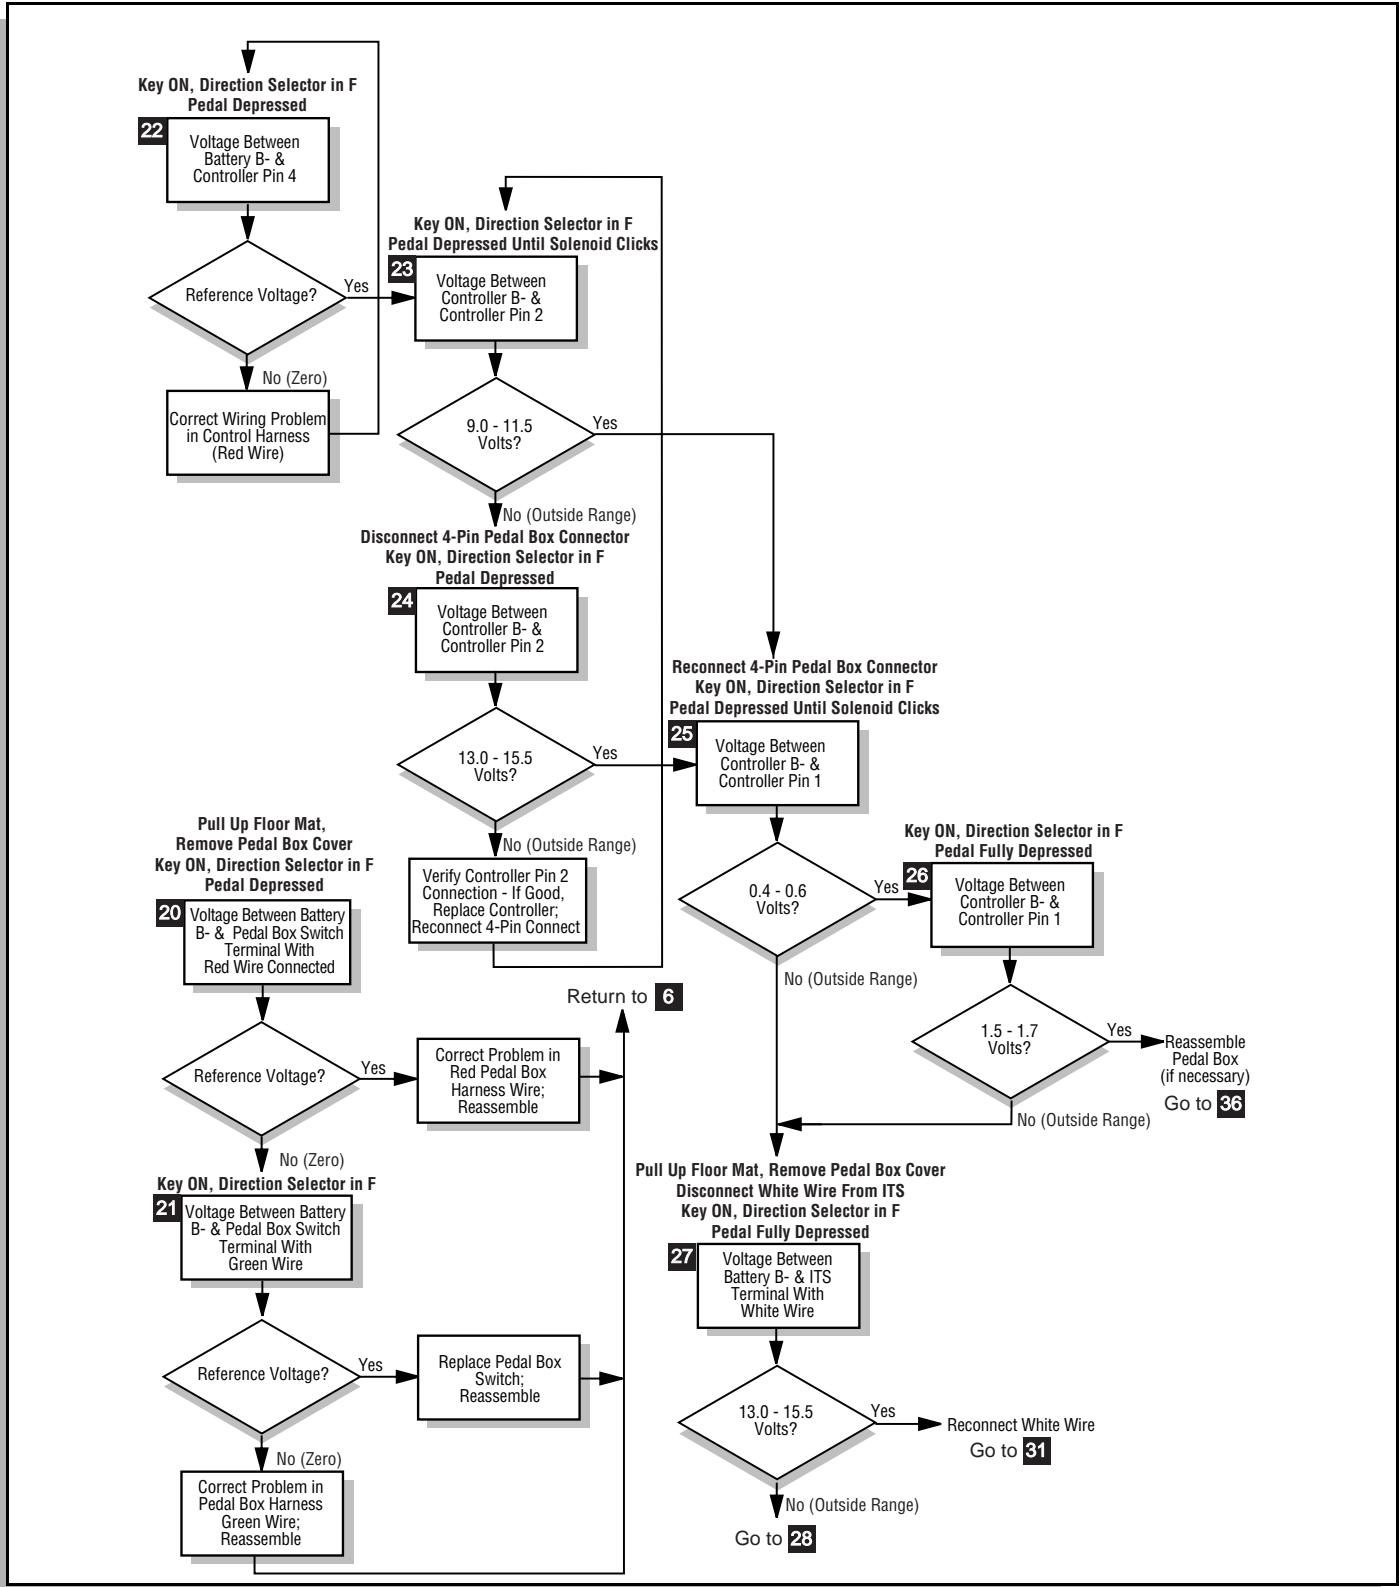 Key ON, Direction Selector in F
Pedal Depressed
22
Voltage Between
Battery B- &
Controller Pin 4
Reference Voltage?
Yes
No (Zero)
Correct Wiring Problem
in Control Harness
(Red Wire)
Key ON, Direction Selector in F
Pedal Depressed Until Solenoid Clicks
23
Voltage Between
Controller B- &
Controller Pin 2
9.0 - 11.5
Volts?
Yes
No (Outside Range)
Disconnect 4-Pin Pedal Box Connector
Key ON, Direction Selector in F
Pedal Depressed
24
Voltage Between
Controller B- &
Controller Pin 2
13.0 - 15.5
Volts?
Yes
No (Outside Range)
Verify Controller Pin 2
Connection - If Good,
Replace Controller;
Reconnect 4-Pin Connect
Reconnect 4-Pin Pedal Box Connector
Key ON, Direction Selector in F
Pedal Depressed Until Solenoid Clicks
25
Voltage Between
Controller B- &
Controller Pin 1
0.4 - 0.6
Volts?
Yes
No (Outside Range)
Key ON, Direction Selector in F
Pedal Fully Depressed
26
Voltage Between
Controller B- &
Controller Pin 1
1.5 - 1.7
Volts?
Yes
Reassemble
Pedal Box
(if necessary)
Go to 36
No (Outside Range)
Pull Up Floor Mat,
Remove Pedal Box Cover
Key ON, Direction Selector in F
Pedal Depressed
20
Voltage Between Battery
B- & Pedal Box Switch
Terminal With
Red Wire Connected
Reference Voltage?
Yes
Correct Problem in
Red Pedal Box
Harness Wire;
Reassemble
Return to 6
No (Zero)
Key ON, Direction Selector in F
21
Voltage Between Battery
B- & Pedal Box Switch
Terminal With
Green Wire
Reference Voltage?
Yes
Replace Pedal Box
Switch;
Reassemble
No (Zero)
Correct Problem in
Pedal Box Harness
Green Wire;
Reassemble
Pull Up Floor Mat, Remove Pedal Box Cover
Disconnect White Wire From ITS
Key ON, Direction Selector in F
Pedal Fully Depressed
27
Voltage Between
Battery B- & ITS
Terminal With
White Wire
13.0 - 15.5
Volts?
Yes
Reconnect White Wire
Go to 31
No (Outside Range)
Go to 28